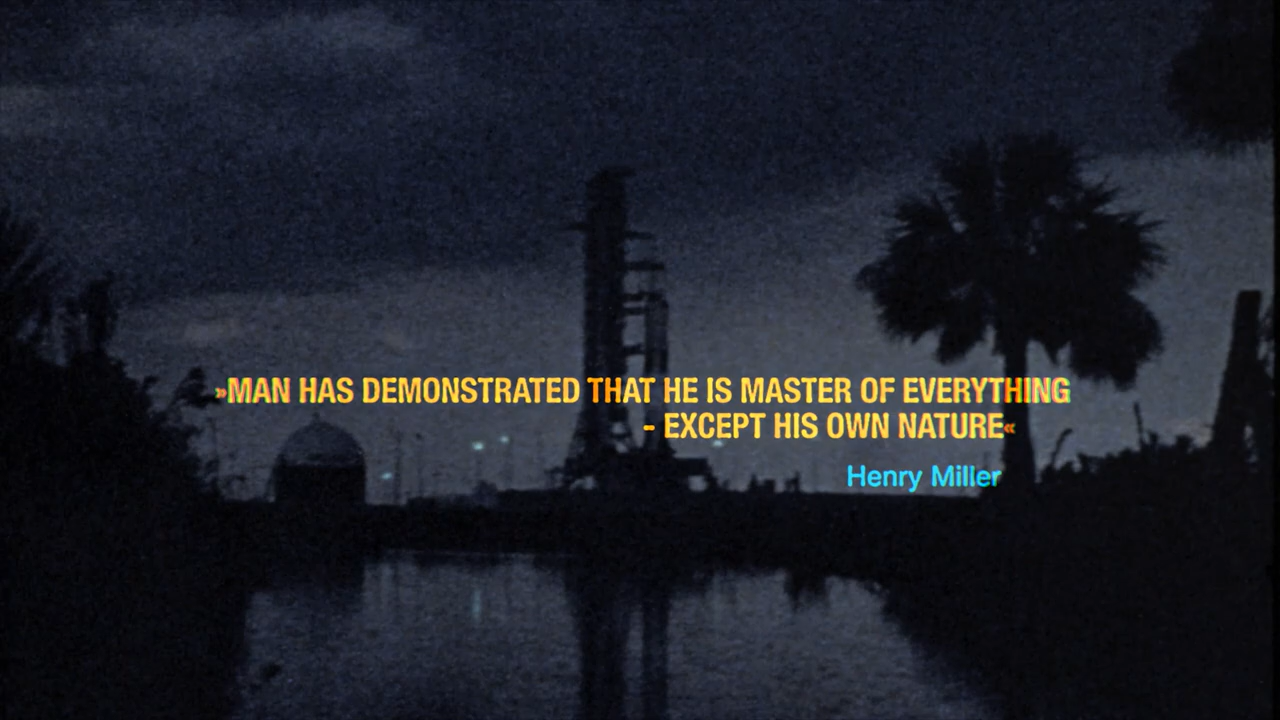 »MAN HAS DEMONSTRATED THAT HE IS MASTER OF EVERYTHING
- EXCEPT HIS OWN NATURE«
Henry Miller